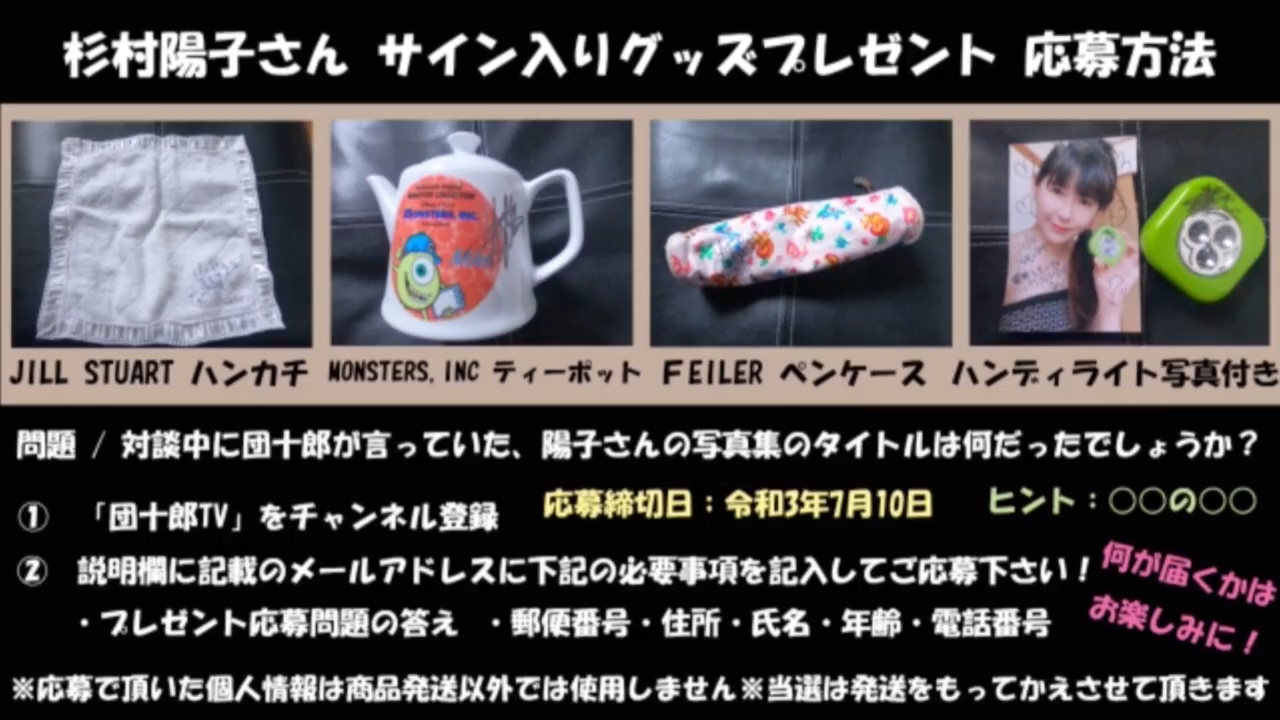 杉村陽子さん サイン入りグッズプレゼント 応募方法
MONSTERS, INC.
JILL STUART ハンカチ
MONSTERS, INC ティーポット
FEILER ペンケース
ハンディライト写真付き
問題 / 対談中に団十郎が言っていた、陽子さんの写真集のタイトルは何だったでしょうか？
① 「団十郎TV」をチャンネル登録
応募締切日：令和3年7月10日
ヒント：○○の○○
② 説明欄に記載のメールアドレスに下記の必要事項を記入してご応募下さい！
何が届くかは
お楽しみに！
・プレゼント応募問題の答え ・郵便番号・住所・氏名・年齢・電話番号
※応募で頂いた個人情報は商品発送以外では使用しません※当選は発送をもってかえさせて頂きます